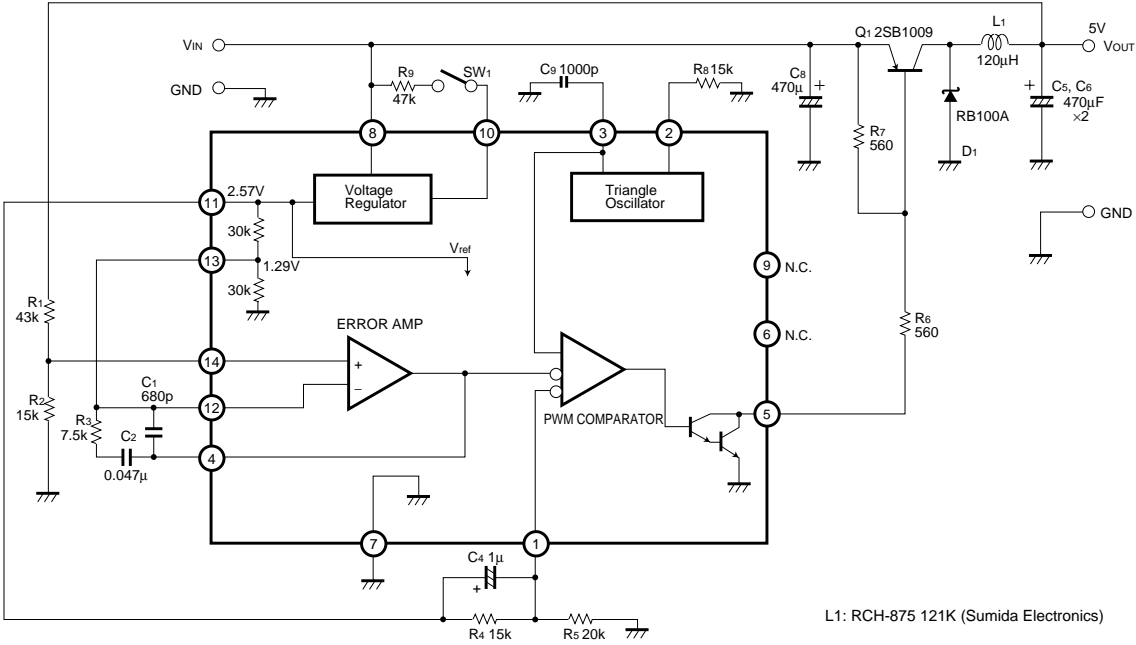 Q1 2SB1009
L1
5V
VIN
VOUT
120μH
C9 1000p
R8 15k
GND
R9
SW1
47k
C8
470μ
+
+
C5, C6
470μF
×2
RB100A
D1
R7
560
8
10
3
2
Voltage
Regulator
Triangle
Oscillator
11
2.57V
30k
Vref
GND
13
1.29V
30k
9
N.C.
R1
43k
ERROR AMP
6
N.C.
R6
560
14
+
−
R2
15k
C1
680p
12
R3
7.5k
C2
0.047μ
4
PWM COMPARATOR
5
7
1
C4 1μ
+
R4 15k
R5 20k
L1: RCH-875 121K (Sumida Electronics)